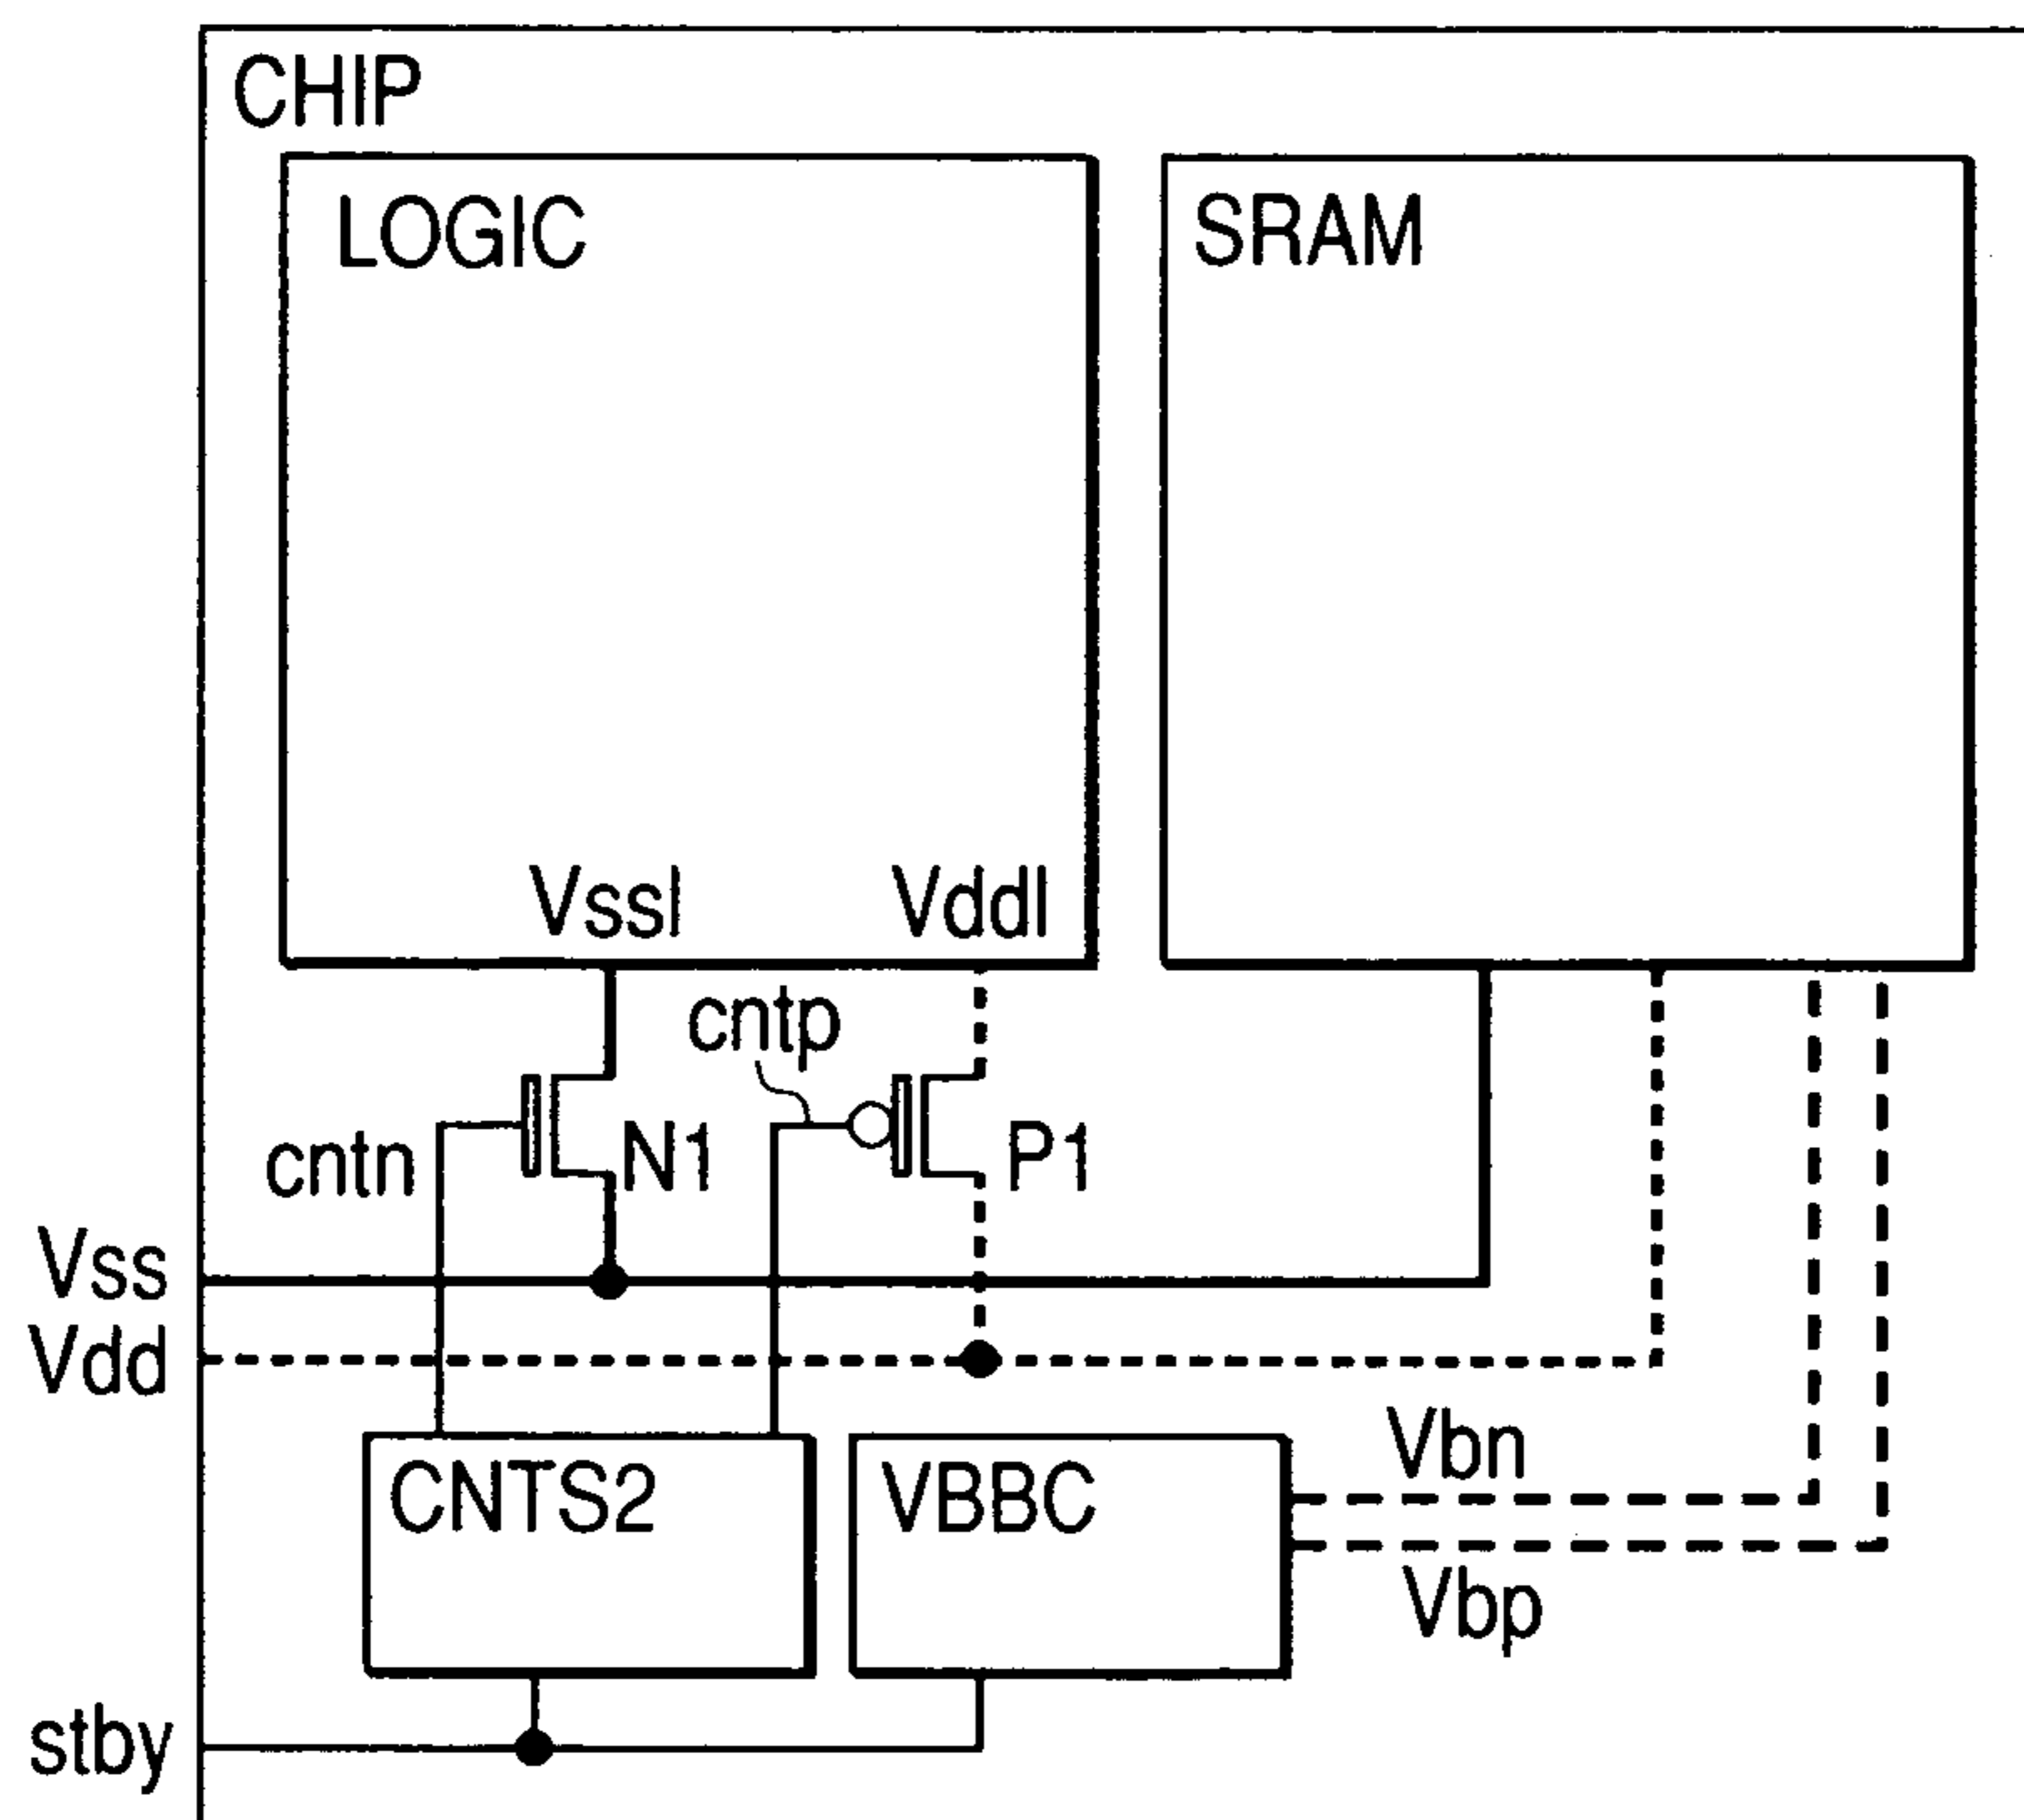 CHIP
LOGIC
SRAM
Vssl
Vddl
cntp
cntn
N1
P1
Vss
Vdd
Vbn
CNTS2
VBBC
Vbp
stby